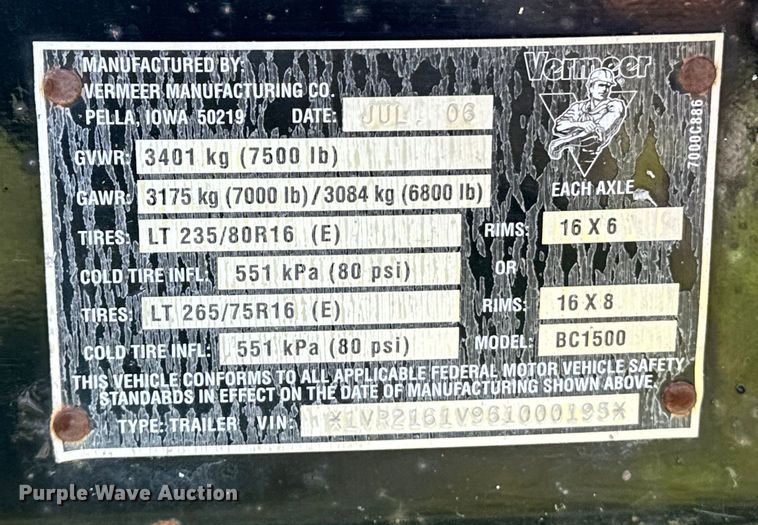 MANUFACTURED BY:
VERMEER MANUFACTURING CO.
PELLA, IOWA 50219 DATE: JUL. 06
Vermeer
7000C886
GVWR: 3401 kg (7500 lb)
GAWR: 3175 kg (7000 lb)/3084 kg (6800 lb) EACH AXLE
TIRES: LT 235/80R16 (E) RIMS: 16 X 6
COLD TIRE INFL: 551 kPa (80 psi) OR
TIRES: LT 265/75R16 (E) RIMS: 16 X 8
COLD TIRE INFL: 551 kPa (80 psi) MODEL: BC1500
THIS VEHICLE CONFORMS TO ALL APPLICABLE FEDERAL MOTOR VEHICLE SAFETY
STANDARDS IN EFFECT ON THE DATE OF MANUFACTURING SHOWN ABOVE.
TYPE: TRAILER VIN: *1VR2161V961000195*
Purple Wave Auction